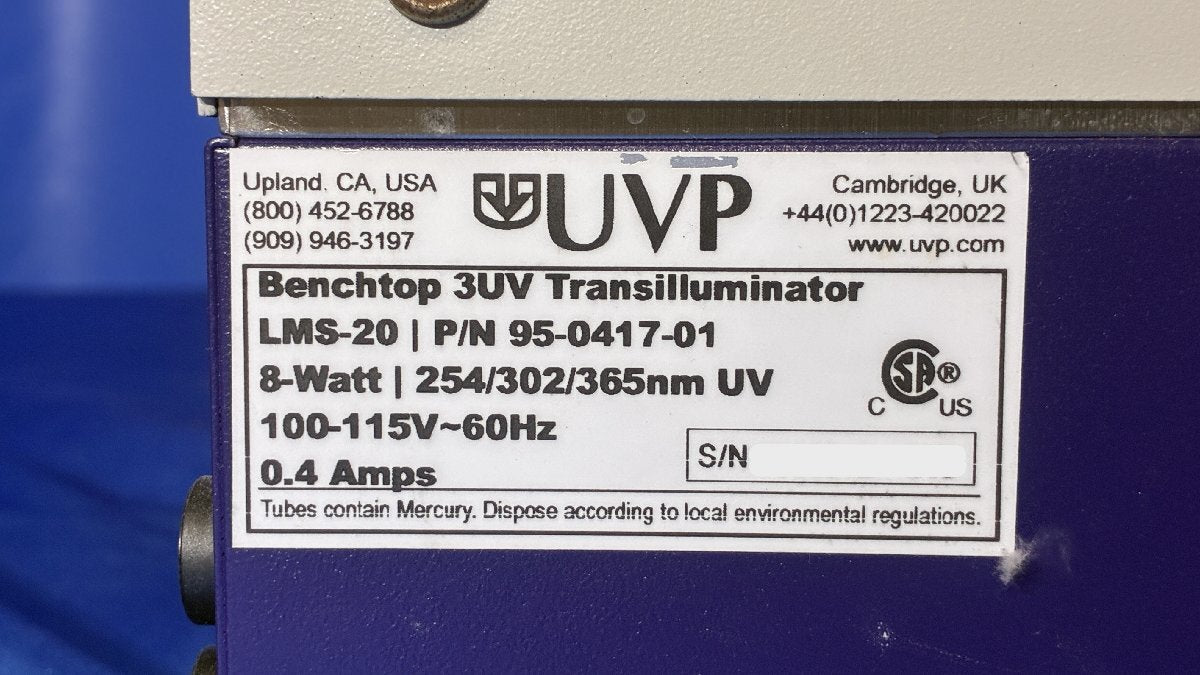 Upland. CA, USA
(800) 452-6788
(909) 946-3197
UVP
Cambridge, UK
+44(0)1223-420022
www.uvp.com
Benchtop 3UV Transilluminator
LMS-20 | P/N 95-0417-01
8-Watt | 254/302/365nm UV
100-115V~60Hz
0.4 Amps
C SA ® US
S/N
Tubes contain Mercury. Dispose according to local environmental regulations.